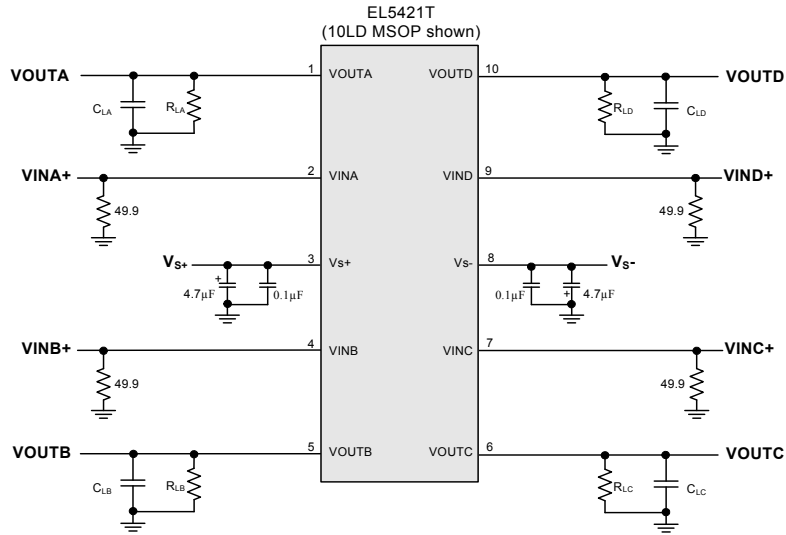 EL5421T
(10LD MSOP shown)
VOUTA 1 VOUTA VOUTD 10 VOUTD
CLA RLA RLD CLD
VINA+ 2 VINA VIND 9 VIND+
49.9 49.9
VS+ 3 Vs+ Vs- 8 VS-
+ 4.7µF 0.1µF 0.1µF + 4.7µF
VINB+ 4 VINB VINC 7 VINC+
49.9 49.9
VOUTB 5 VOUTB VOUTC 6 VOUTC
CLB RLB RLC CLC